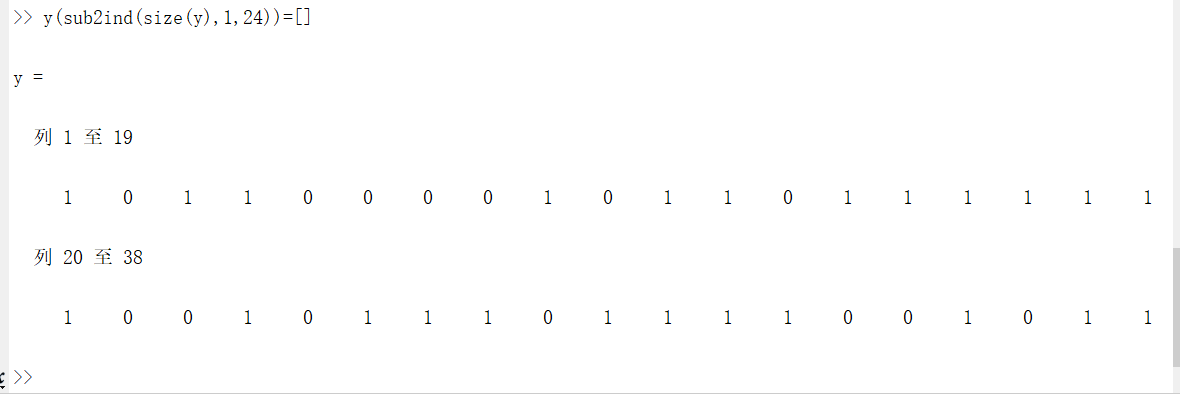 >> y(sub2ind(size(y),1,24))=[]
y =
列 1 至 19
1 0 1 1 0 0 0 0 1 0 1 1 0 1 1 1 1 1 1
列 20 至 38
1 0 0 1 0 1 1 1 0 1 1 1 1 0 0 1 0 1 1
>>